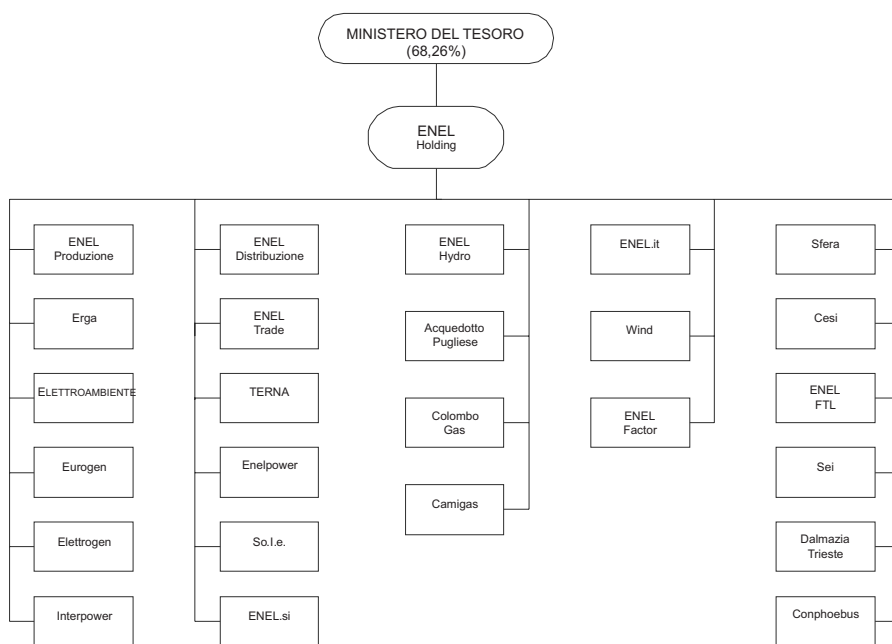 MINISTERO DEL TESORO
(68,26%)
ENEL
Holding
ENEL
Produzione
Erga
ELETTROAMBIENTE
Eurogen
Elettrogen
Interpower
ENEL
Distribuzione
ENEL
Trade
TERNA
Enelpower
So.l.e.
ENEL.si
ENEL
Hydro
Acquedotto
Pugliese
Colombo
Gas
Camigas
ENEL.it
Wind
ENEL
Factor
Sfera
Cesi
ENEL
FTL
Sei
Dalmazia
Trieste
Conphoebus